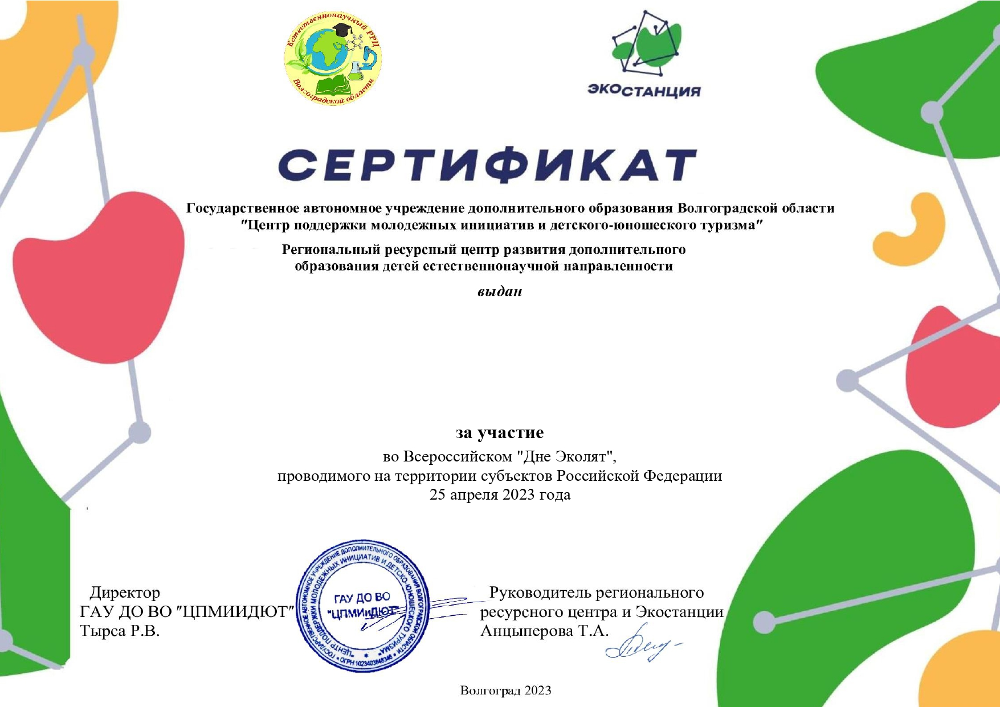 Естественнонаучный РРЦ
Волгоградской области
ЭКОСТАНЦИЯ
СЕРТИФИКАТ
Государственное автономное учреждение дополнительного образования Волгоградской области
"Центр поддержки молодежных инициатив и детского-юношеского туризма"
Региональный ресурсный центр развития дополнительного
образования детей естественнонаучной направленности
выдан
за участие
во Всероссийском "Дне Эколят",
проводимого на территории субъектов Российской Федерации
25 апреля 2023 года
Директор
ГАУ ДО ВО "ЦПМИИДЮТ"
Тырса Р.В.
ГОСУДАРСТВЕННОЕ АВТОНОМНОЕ УЧРЕЖДЕНИЕ ДОПОЛНИТЕЛЬНОГО ОБРАЗОВАНИЯ ВОЛГОГРАДСКОЙ ОБЛАСТИ
"ЦЕНТР ПОДДЕРЖКИ МОЛОДЕЖНЫХ ИНИЦИАТИВ И ДЕТСКО-ЮНОШЕСКОГО ТУРИЗМА"
ГАУ ДО ВО
"ЦПМИиДЮТ"
ОГРН 1023403848346
Руководитель регионального
ресурсного центра и Экостанции
Анцыперова Т.А.
Волгоград 2023